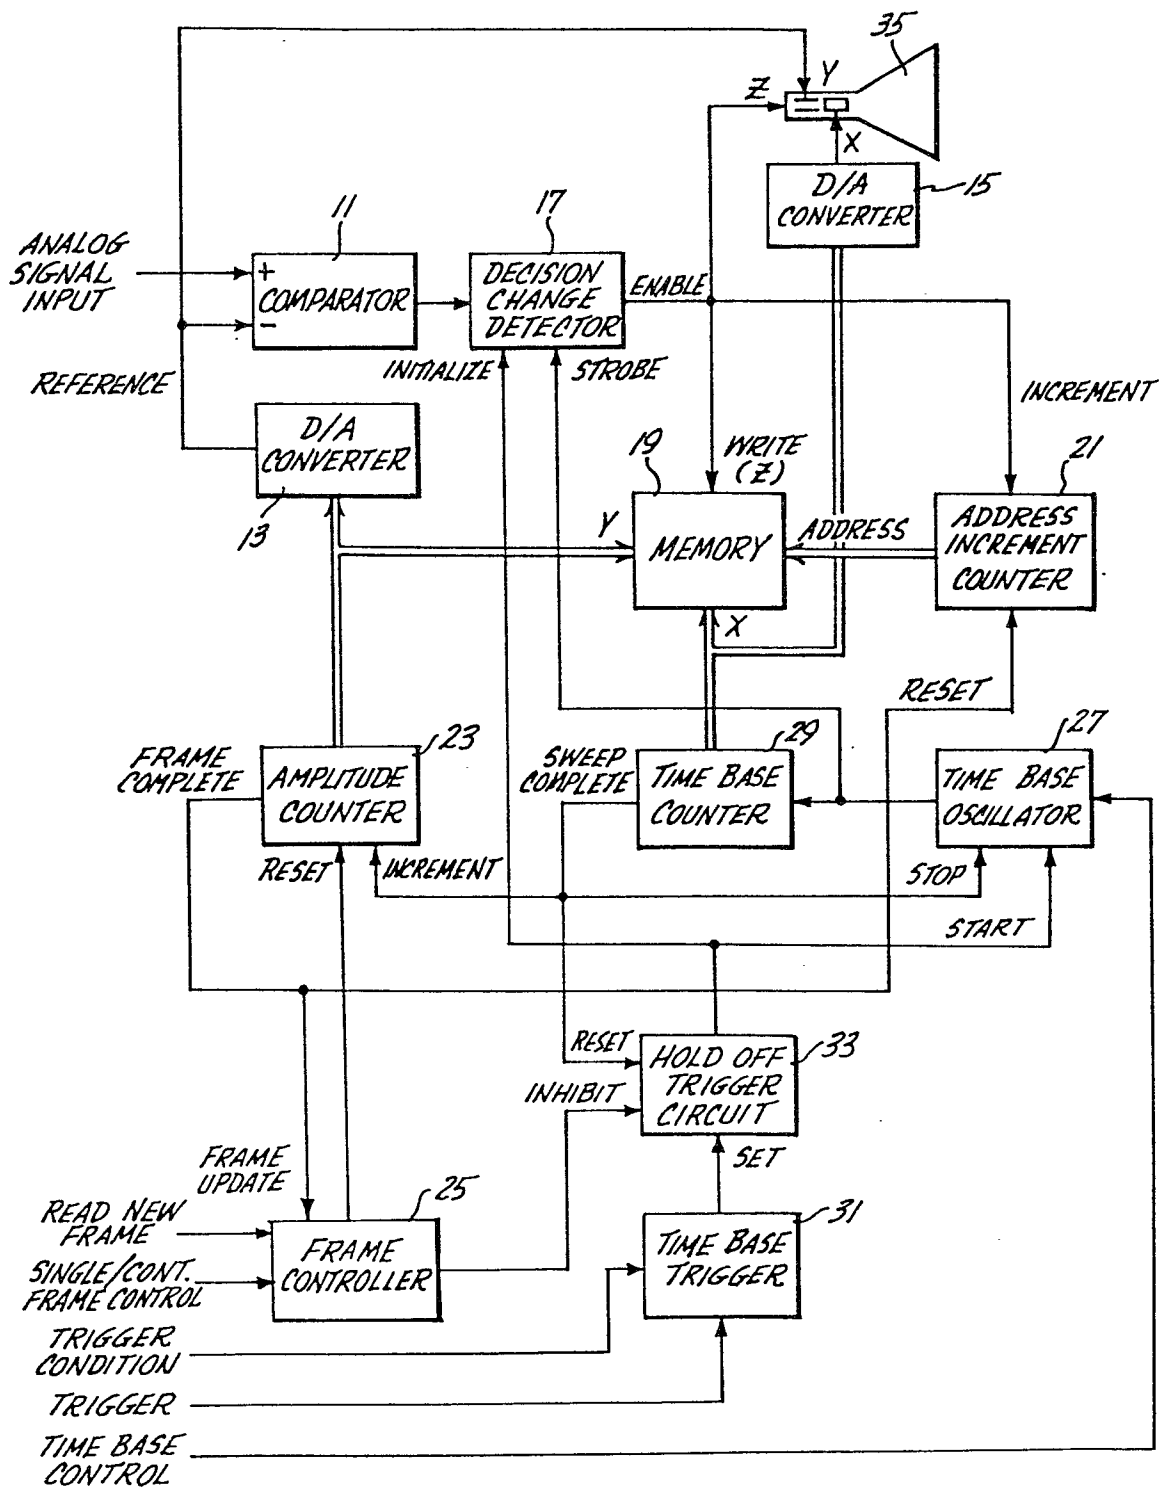 35
Y
Z
X
D/A
CONVERTER
15
11
17
ANALOG
SIGNAL
INPUT
+
COMPARATOR
−
DECISION
CHANGE
DETECTOR
ENABLE
INITIALIZE
STROBE
REFERENCE
INCREMENT
D/A
CONVERTER
13
19
WRITE
(Z)
21
Y
MEMORY
ADDRESS
ADDRESS
INCREMENT
COUNTER
X
RESET
FRAME
COMPLETE
23
AMPLITUDE
COUNTER
SWEEP
COMPLETE
29
TIME BASE
COUNTER
27
TIME BASE
OSCILLATOR
RESET
INCREMENT
STOP
START
RESET
33
HOLD OFF
TRIGGER
CIRCUIT
INHIBIT
SET
FRAME
UPDATE
25
READ NEW
FRAME
FRAME
CONTROLLER
SINGLE/CONT.
FRAME CONTROL
31
TIME BASE
TRIGGER
TRIGGER
CONDITION
TRIGGER
TIME BASE
CONTROL